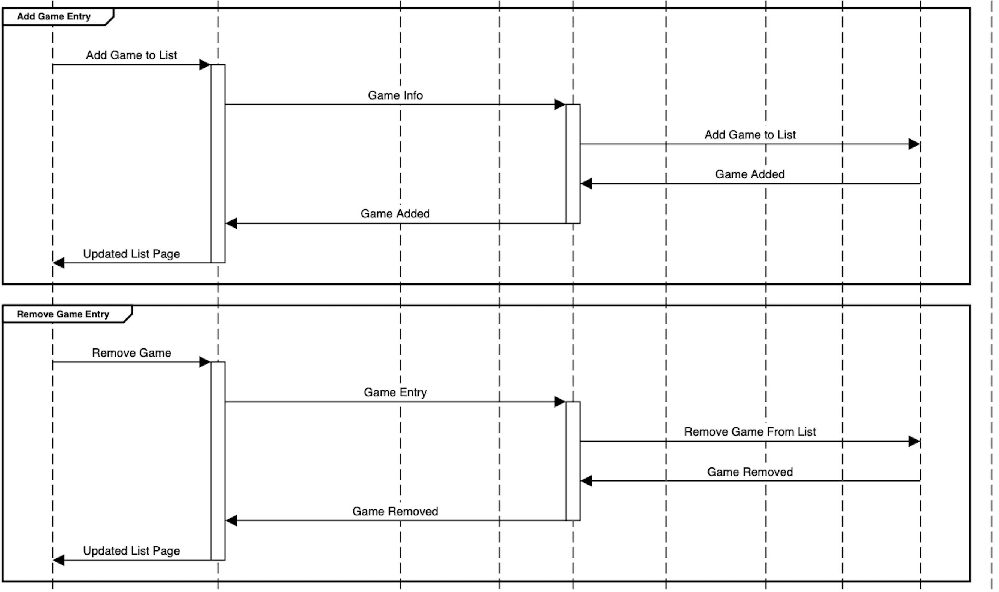 Add Game Entry
Add Game to List
Game Info
Add Game to List
Game Added
Game Added
Updated List Page
Remove Game Entry
Remove Game
Game Entry
Remove Game From List
Game Removed
Game Removed
Updated List Page